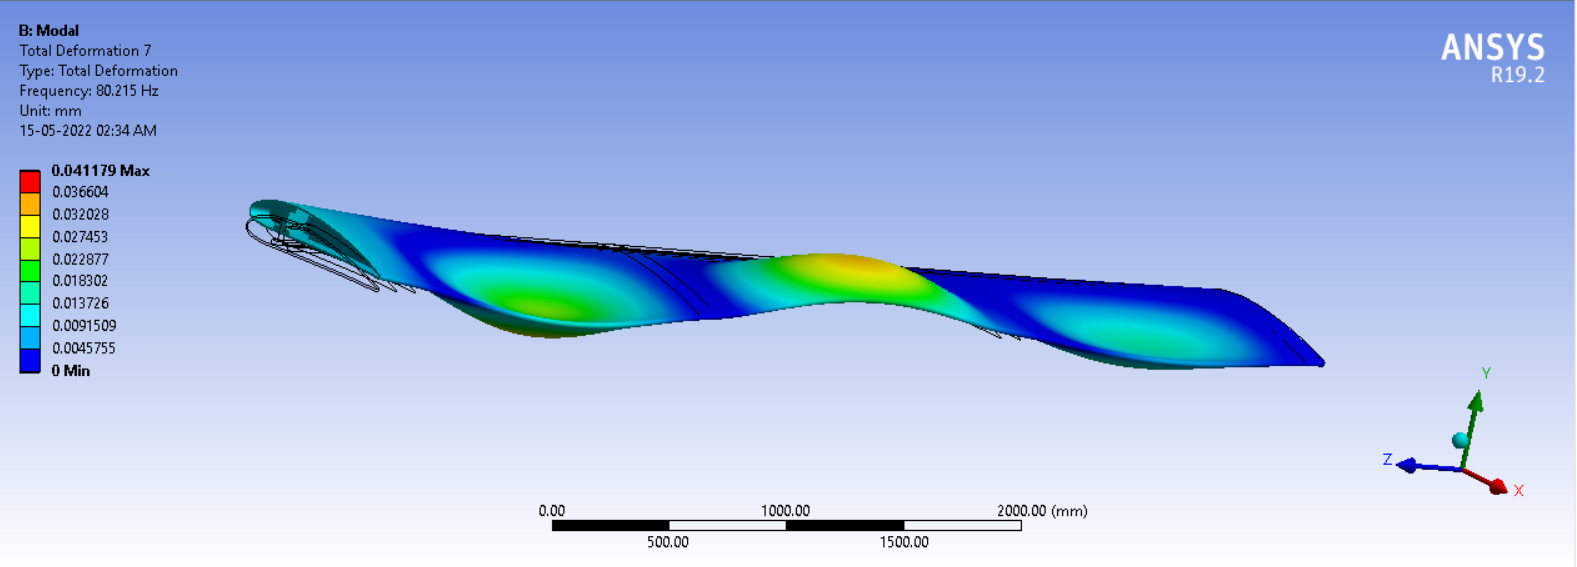 B: Modal
Total Deformation 7
Type: Total Deformation
Frequency: 80.215 Hz
Unit: mm
15-05-2022 02:34 AM
0.041179 Max
0.036604
0.032028
0.027453
0.022877
0.018302
0.013726
0.0091509
0.0045755
0 Min
ANSYS
R19.2
Y
Z
X
0.00 1000.00 2000.00 (mm)
500.00 1500.00